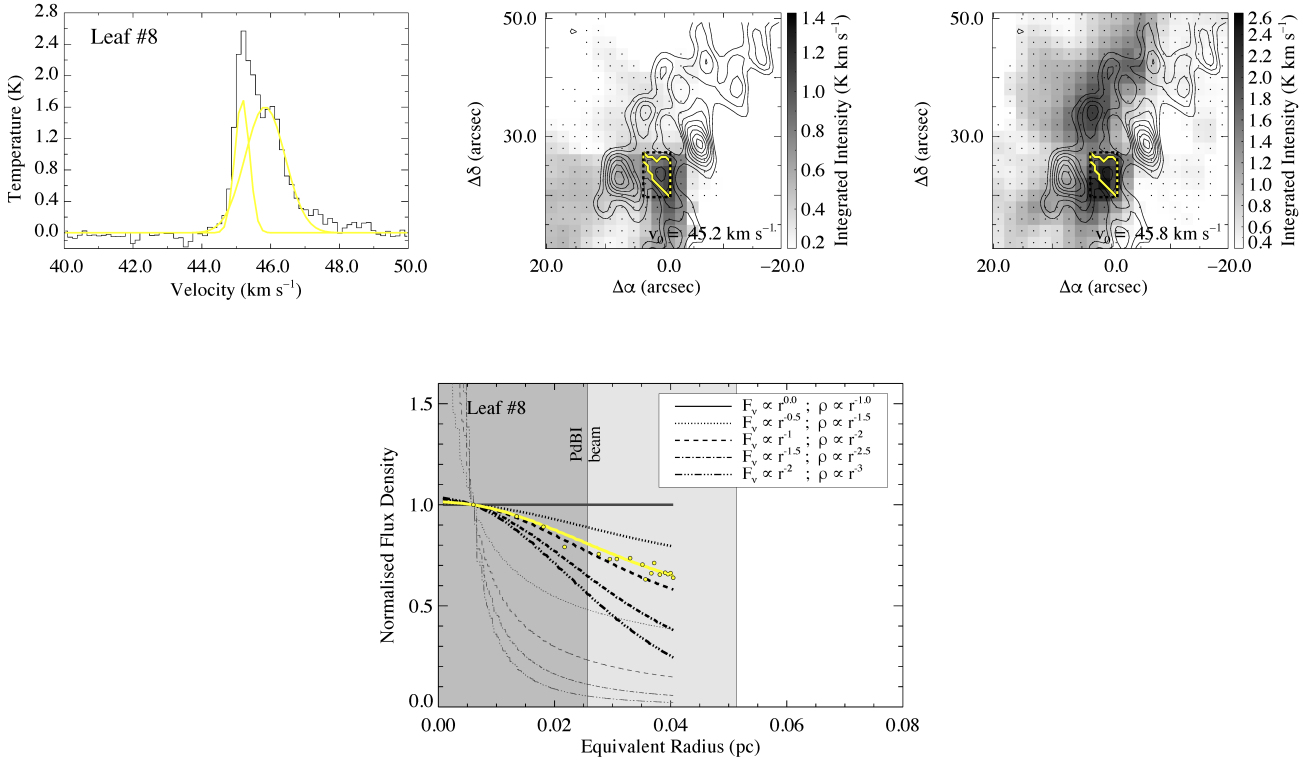 Leaf #8
Temperature (K)
2.8
2.4
2.0
1.6
1.2
0.8
0.4
0.0
40.0 42.0 44.0 46.0 48.0 50.0
Velocity (km s⁻¹)
50.0
30.0
Δδ (arcsec)
v₀ = 45.2 km s⁻¹
20.0 0.0 −20.0
Δα (arcsec)
1.4
1.2
1.0
0.8
0.6
0.4
0.2
Integrated Intensity (K km s⁻¹)
50.0
30.0
Δδ (arcsec)
v₀ = 45.8 km s⁻¹
20.0 0.0 −20.0
Δα (arcsec)
2.6
2.4
2.2
2.0
1.8
1.6
1.4
1.2
1.0
0.8
0.6
0.4
Integrated Intensity (K km s⁻¹)
Leaf #8
PdBI
beam
Fᵥ ∝ r^0.0 ; ρ ∝ r^-1.0
Fᵥ ∝ r^-0.5 ; ρ ∝ r^-1.5
Fᵥ ∝ r^-1 ; ρ ∝ r^-2
Fᵥ ∝ r^-1.5 ; ρ ∝ r^-2.5
Fᵥ ∝ r^-2 ; ρ ∝ r^-3
Normalised Flux Density
1.5
1.0
0.5
0.0
0.00 0.02 0.04 0.06 0.08
Equivalent Radius (pc)